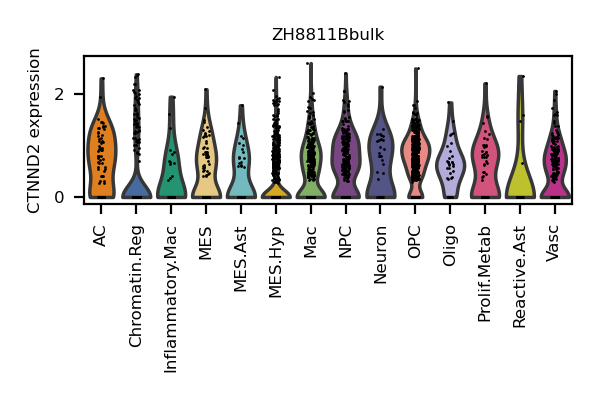 ZH8811Bbulk
CTNND2 expression
2
0
AC
Chromatin.Reg
Inflammatory.Mac
MES
MES.Ast
MES.Hyp
Mac
NPC
Neuron
OPC
Oligo
Prolif.Metab
Reactive.Ast
Vasc